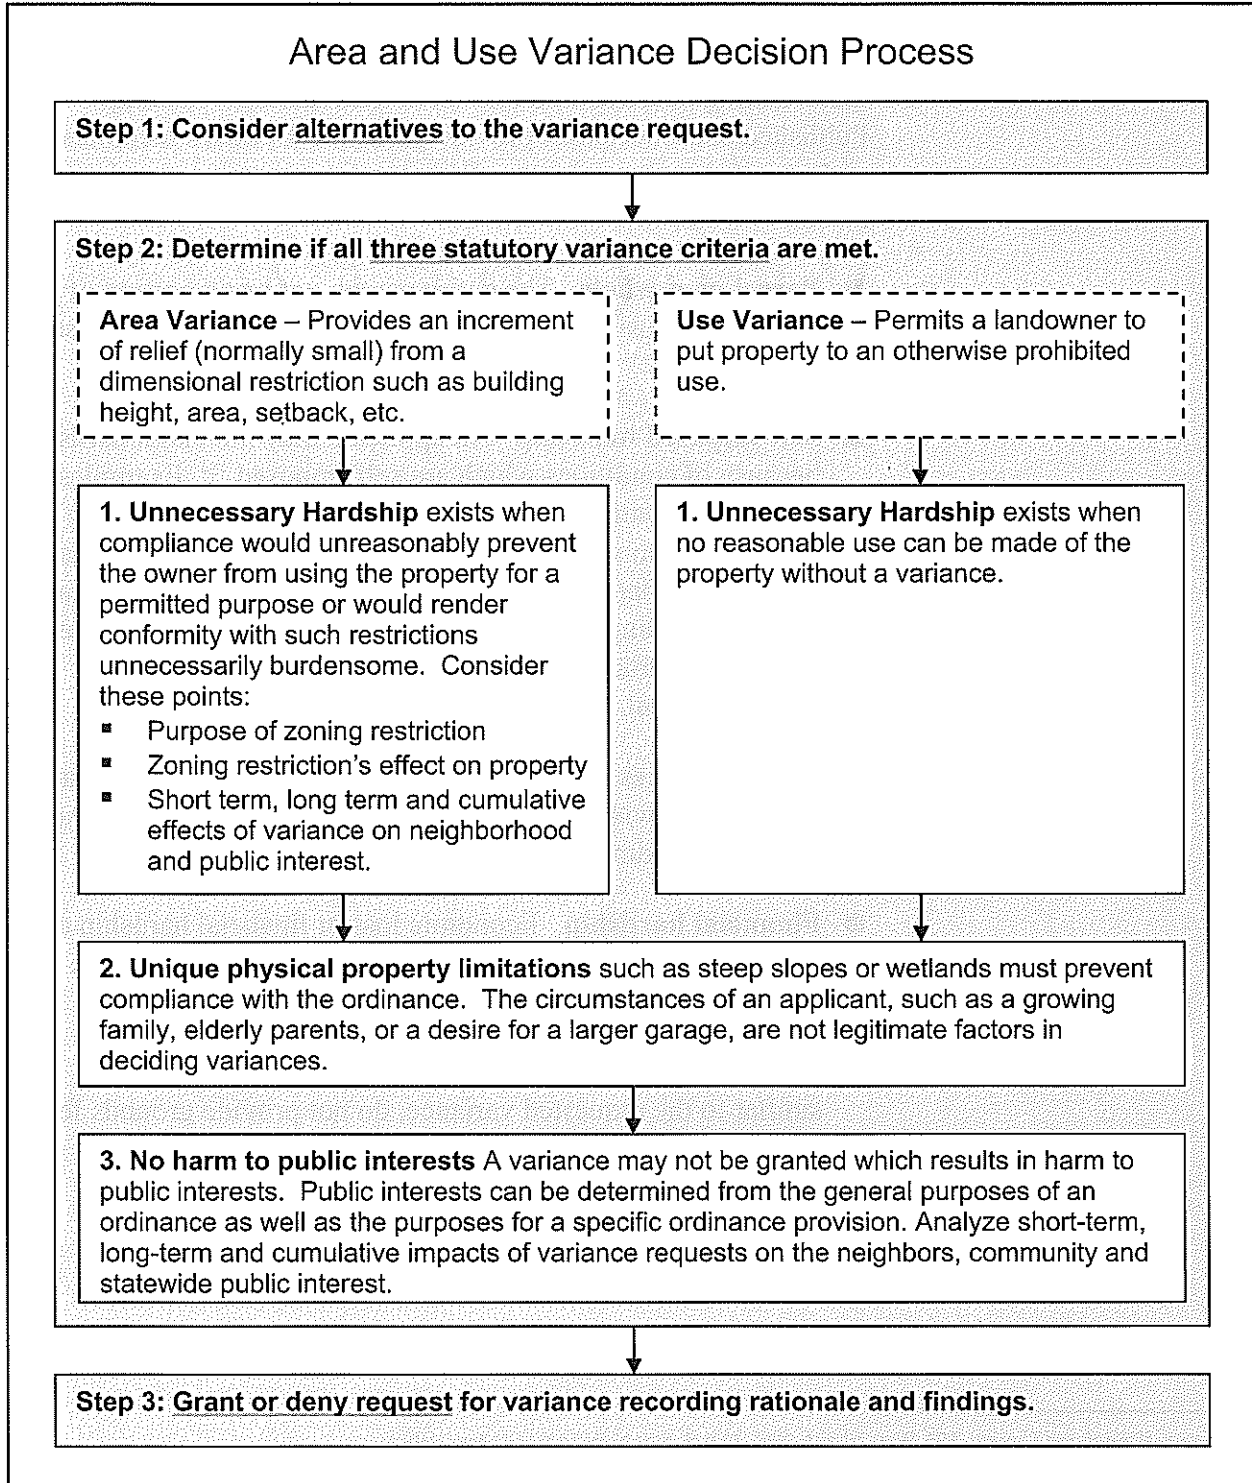 Area and Use Variance Decision Process
Step 1: Consider alternatives to the variance request.
Step 2: Determine if all three statutory variance criteria are met.
Area Variance – Provides an increment
of relief (normally small) from a
dimensional restriction such as building
height, area, setback, etc.
Use Variance – Permits a landowner to
put property to an otherwise prohibited
use.
1. Unnecessary Hardship exists when
compliance would unreasonably prevent
the owner from using the property for a
permitted purpose or would render
conformity with such restrictions
unnecessarily burdensome.  Consider
these points:
▪ Purpose of zoning restriction
▪ Zoning restriction's effect on property
▪ Short term, long term and cumulative
effects of variance on neighborhood
and public interest.
1. Unnecessary Hardship exists when
no reasonable use can be made of the
property without a variance.
2. Unique physical property limitations such as steep slopes or wetlands must prevent
compliance with the ordinance.  The circumstances of an applicant, such as a growing
family, elderly parents, or a desire for a larger garage, are not legitimate factors in
deciding variances.
3. No harm to public interests A variance may not be granted which results in harm to
public interests.  Public interests can be determined from the general purposes of an
ordinance as well as the purposes for a specific ordinance provision. Analyze short-term,
long-term and cumulative impacts of variance requests on the neighbors, community and
statewide public interest.
Step 3: Grant or deny request for variance recording rationale and findings.